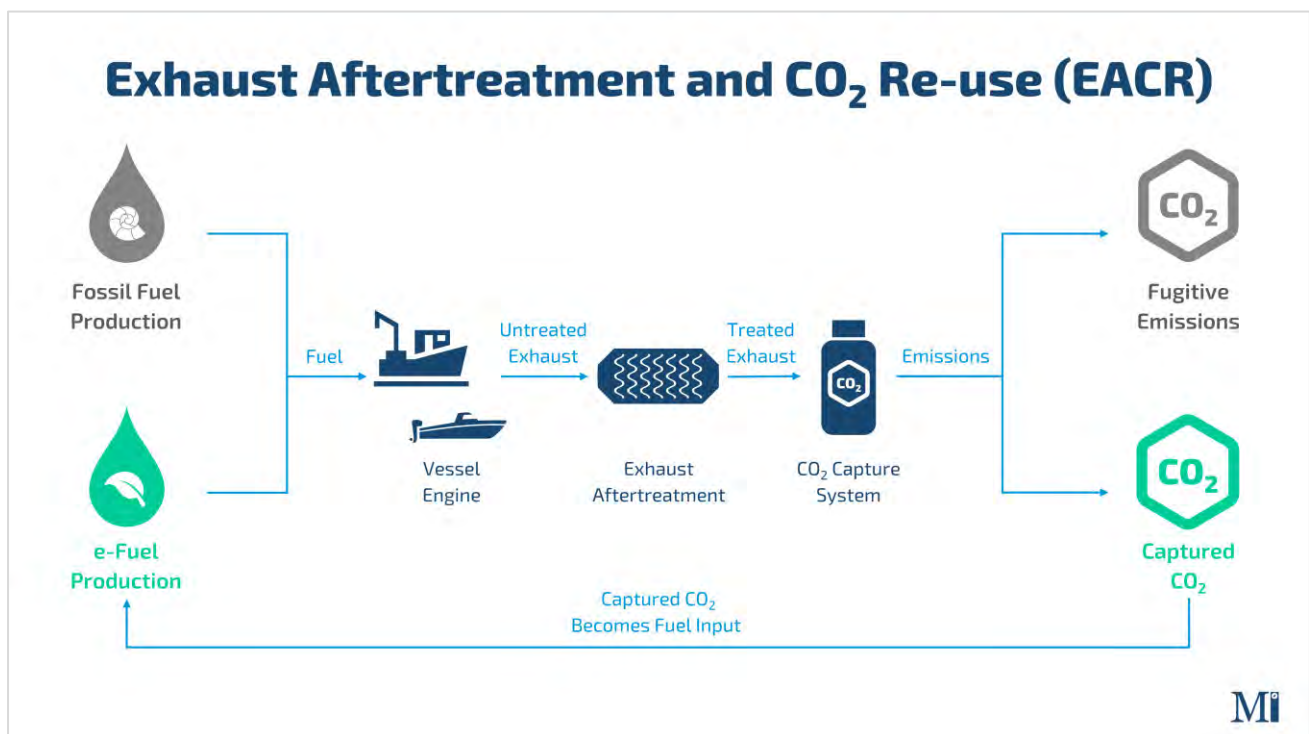 Exhaust Aftertreatment and CO₂ Re-use (EACR)
Fossil Fuel
Production
e-Fuel
Production
Fuel
Vessel
Engine
Untreated
Exhaust
Exhaust
Aftertreatment
Treated
Exhaust
CO₂
CO₂ Capture
System
Emissions
CO₂
Fugitive
Emissions
CO₂
Captured
CO₂
Captured CO₂
Becomes Fuel Input
Mi